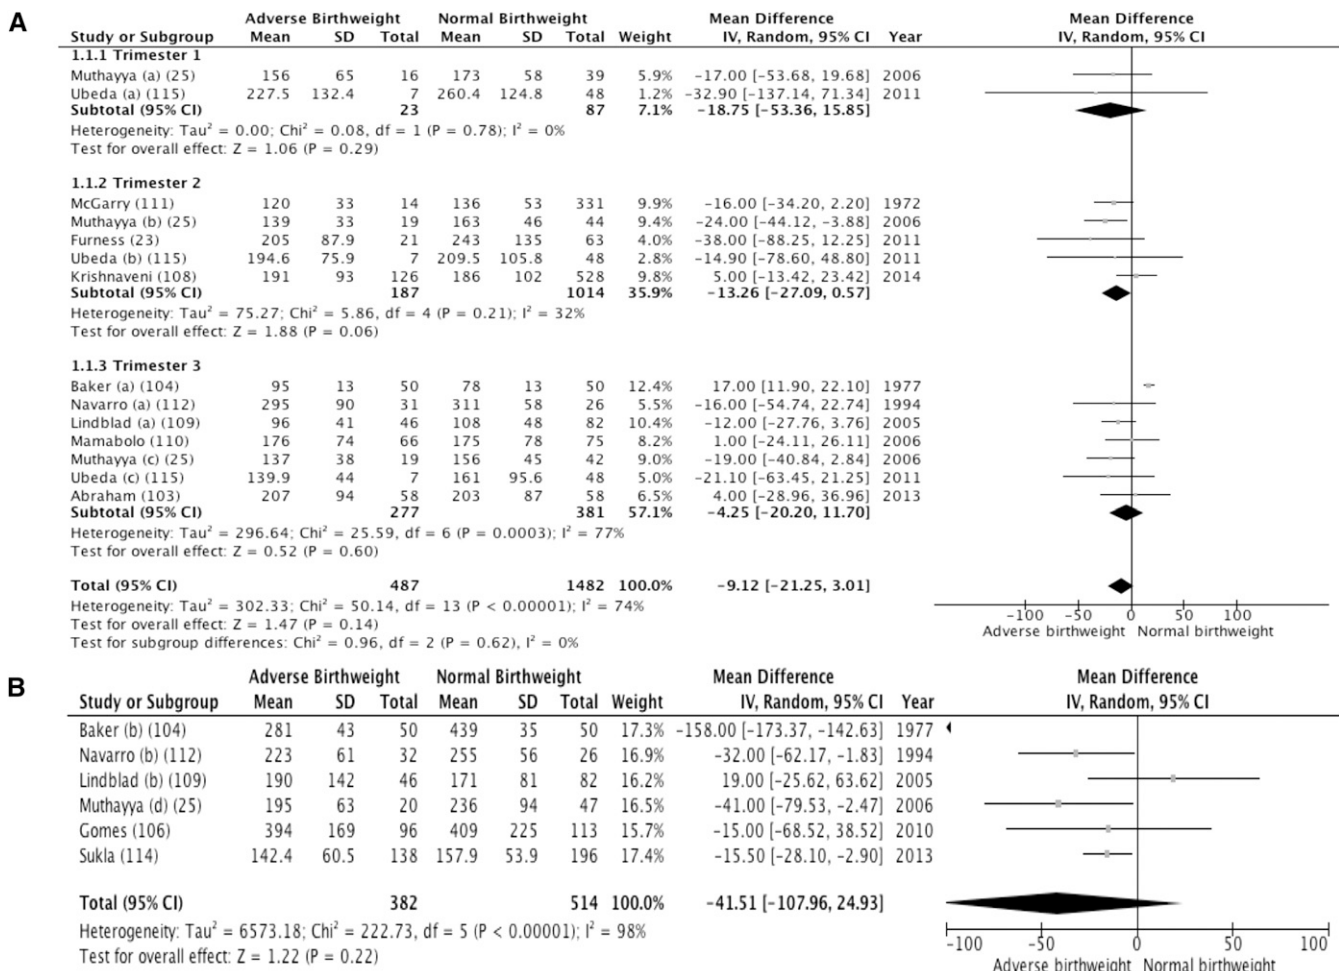 A
Adverse Birthweight Normal Birthweight Mean Difference Mean Difference
Study or Subgroup Mean SD Total Mean SD Total Weight IV, Random, 95% CI Year IV, Random, 95% CI
1.1.1 Trimester 1
Muthayya (a) (25) 156 65 16 173 58 39 5.9% -17.00 [-53.68, 19.68] 2006
Ubeda (a) (115) 227.5 132.4 7 260.4 124.8 48 1.2% -32.90 [-137.14, 71.34] 2011
Subtotal (95% CI) 23 87 7.1% -18.75 [-53.36, 15.85]
Heterogeneity: Tau² = 0.00; Chi² = 0.08, df = 1 (P = 0.78); I² = 0%
Test for overall effect: Z = 1.06 (P = 0.29)
1.1.2 Trimester 2
McGarry (111) 120 33 14 136 53 331 9.9% -16.00 [-34.20, 2.20] 1972
Muthayya (b) (25) 139 33 19 163 46 44 9.4% -24.00 [-44.12, -3.88] 2006
Furness (23) 205 87.9 21 243 135 63 4.0% -38.00 [-88.25, 12.25] 2011
Ubeda (b) (115) 194.6 75.9 7 209.5 105.8 48 2.8% -14.90 [-78.60, 48.80] 2011
Krishnaveni (108) 191 93 126 186 102 528 9.8% 5.00 [-13.42, 23.42] 2014
Subtotal (95% CI) 187 1014 35.9% -13.26 [-27.09, 0.57]
Heterogeneity: Tau² = 75.27; Chi² = 5.86, df = 4 (P = 0.21); I² = 32%
Test for overall effect: Z = 1.88 (P = 0.06)
1.1.3 Trimester 3
Baker (a) (104) 95 13 50 78 13 50 12.4% 17.00 [11.90, 22.10] 1977
Navarro (a) (112) 295 90 31 311 58 26 5.5% -16.00 [-54.74, 22.74] 1994
Lindblad (a) (109) 96 41 46 108 48 82 10.4% -12.00 [-27.76, 3.76] 2005
Mamabolo (110) 176 74 66 175 78 75 8.2% 1.00 [-24.11, 26.11] 2006
Muthayya (c) (25) 137 38 19 156 45 42 9.0% -19.00 [-40.84, 2.84] 2006
Ubeda (c) (115) 139.9 44 7 161 95.6 48 5.0% -21.10 [-63.45, 21.25] 2011
Abraham (103) 207 94 58 203 87 58 6.5% 4.00 [-28.96, 36.96] 2013
Subtotal (95% CI) 277 381 57.1% -4.25 [-20.20, 11.70]
Heterogeneity: Tau² = 296.64; Chi² = 25.59, df = 6 (P = 0.0003); I² = 77%
Test for overall effect: Z = 0.52 (P = 0.60)
Total (95% CI) 487 1482 100.0% -9.12 [-21.25, 3.01]
Heterogeneity: Tau² = 302.33; Chi² = 50.14, df = 13 (P < 0.00001); I² = 74%
Test for overall effect: Z = 1.47 (P = 0.14)
Test for subgroup differences: Chi² = 0.96, df = 2 (P = 0.62), I² = 0%
-100 -50 0 50 100
Adverse birthweight Normal birthweight
B
Adverse Birthweight Normal Birthweight Mean Difference Mean Difference
Study or Subgroup Mean SD Total Mean SD Total Weight IV, Random, 95% CI Year IV, Random, 95% CI
Baker (b) (104) 281 43 50 439 35 50 17.3% -158.00 [-173.37, -142.63] 1977
Navarro (b) (112) 223 61 32 255 56 26 16.9% -32.00 [-62.17, -1.83] 1994
Lindblad (b) (109) 190 142 46 171 81 82 16.2% 19.00 [-25.62, 63.62] 2005
Muthayya (d) (25) 195 63 20 236 94 47 16.5% -41.00 [-79.53, -2.47] 2006
Gomes (106) 394 169 96 409 225 113 15.7% -15.00 [-68.52, 38.52] 2010
Sukla (114) 142.4 60.5 138 157.9 53.9 196 17.4% -15.50 [-28.10, -2.90] 2013
Total (95% CI) 382 514 100.0% -41.51 [-107.96, 24.93]
Heterogeneity: Tau² = 6573.18; Chi² = 222.73, df = 5 (P < 0.00001); I² = 98%
Test for overall effect: Z = 1.22 (P = 0.22)
-100 -50 0 50 100
Adverse birthweight Normal birthweight